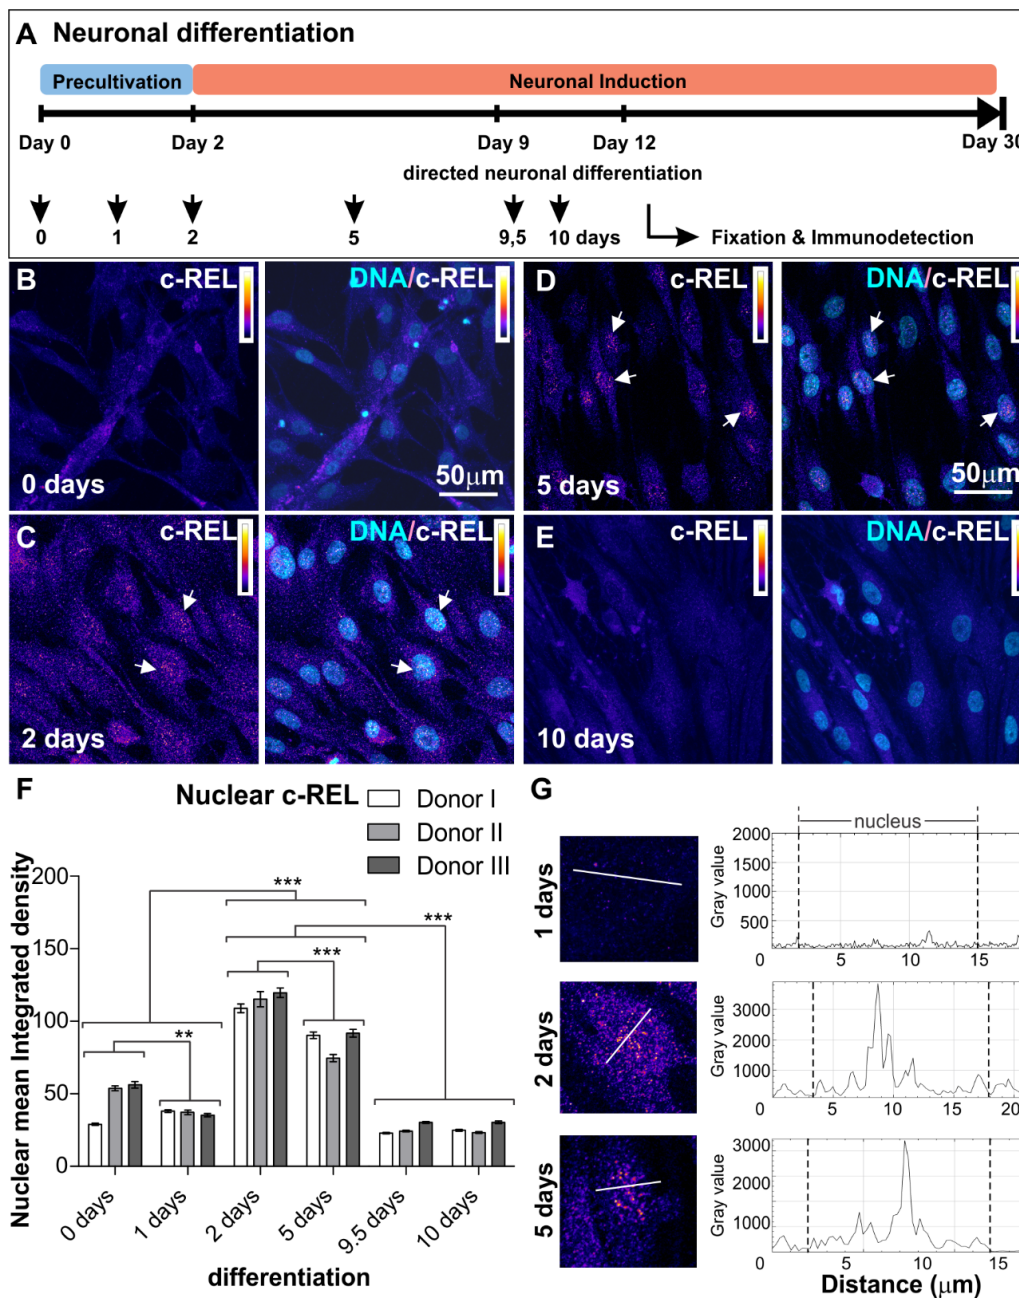 A Neuronal differentiation
Precultivation
Neuronal Induction
Day 0
Day 2
Day 9
Day 12
Day 30
directed neuronal differentiation
0
1
2
5
9,5
10 days
Fixation & Immunodetection
B
c-REL
0 days
DNA/c-REL
50μm
D
c-REL
5 days
DNA/c-REL
50μm
C
c-REL
2 days
DNA/c-REL
E
c-REL
10 days
DNA/c-REL
F
Nuclear c-REL
Donor I
Donor II
Donor III
Nuclear mean Integrated density
200
150
100
50
0
***
***
***
**
0 days
1 days
2 days
5 days
9.5 days
10 days
differentiation
G
1 days
nucleus
Gray value
2000
1500
1000
500
0
5
10
15
2 days
Gray value
3000
2000
1000
0
5
10
15
20
5 days
Gray value
3000
2000
1000
0
5
10
15
Distance (μm)